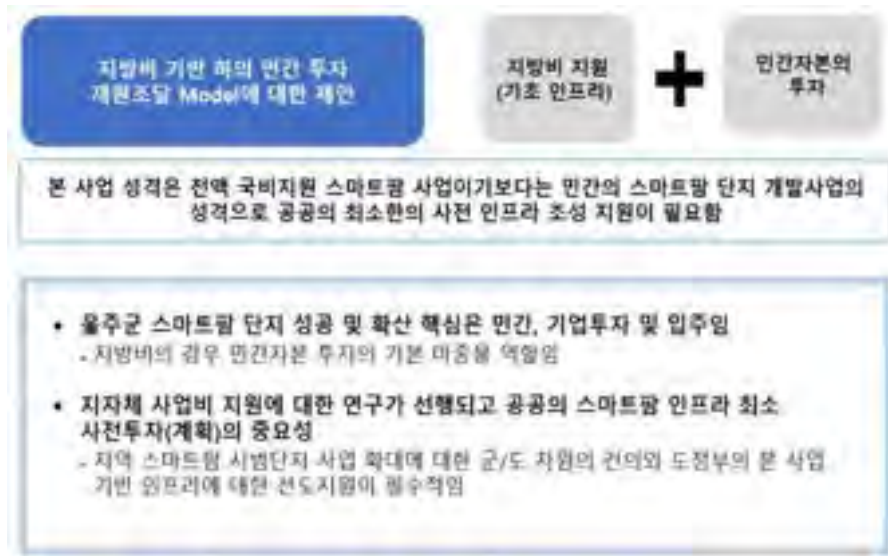 지방비 기반 하의 민간 투자
재원조달 Model에 대한 제안
지방비 지원
(기초 인프라)
민간자본의
투자
본 사업 성격은 전액 국비지원 스마트팜 사업이기보다는 민간의 스마트팜 단지 개발사업의
성격으로 공공의 최소한의 사전 인프라 조성 지원이 필요함
• 울주군 스마트팜 단지 성공 및 확산 핵심은 민간, 기업투자 및 입주임
- 지방비의 경우 민간자본 투자의 기본 마중물 역할임
• 지자체 사업비 지원에 대한 연구가 선행되고 공공의 스마트팜 인프라 최소
사전투자(계획)의 중요성
- 지역 스마트팜 시범단지 사업 확대에 대한 군/도 차원의 건의와 도정부의 본 사업
기반 인프라에 대한 선도지원이 필수적임